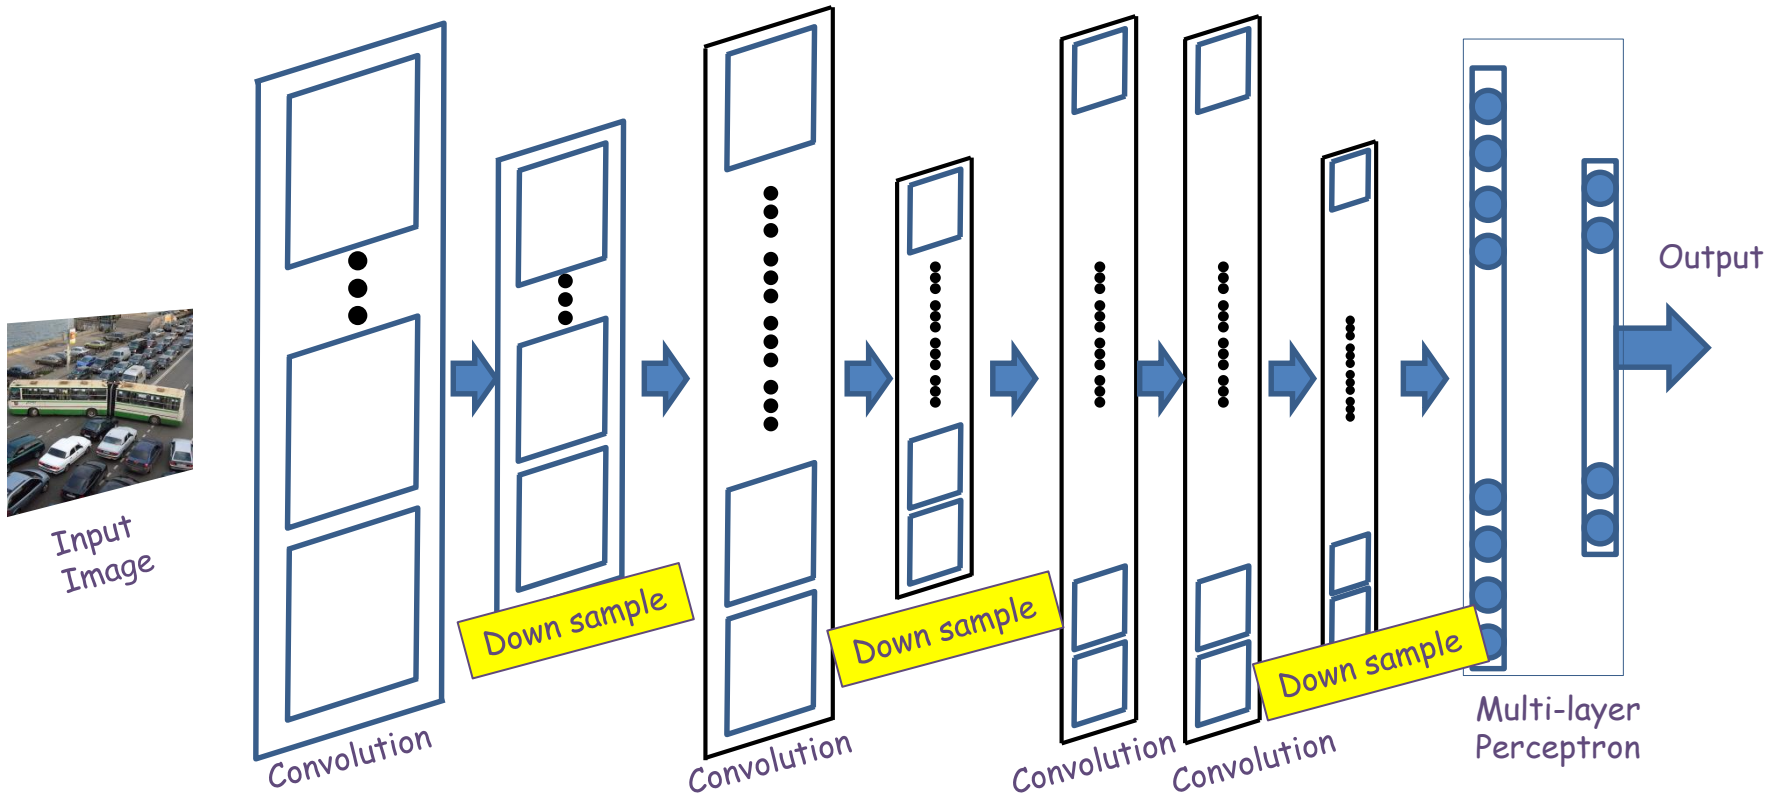 Input
Image
Convolution
Down sample
Convolution
Down sample
Convolution
Convolution
Down sample
Multi-layer
Perceptron
Output